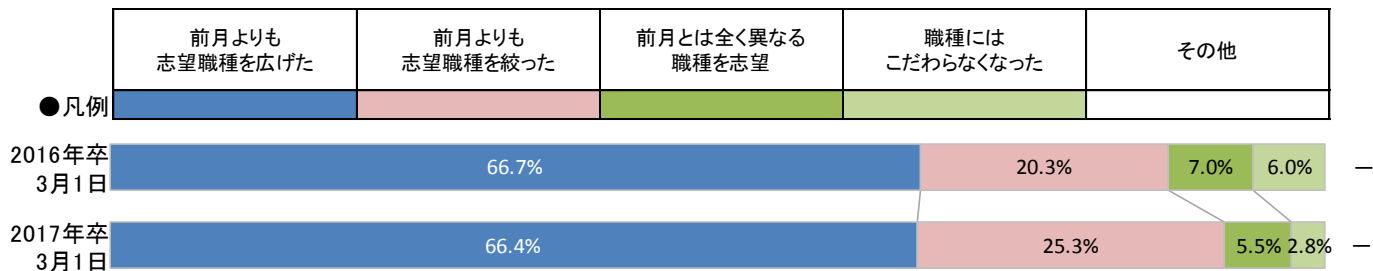 前月よりも
志望職種を広げた
前月よりも
志望職種を絞った
前月とは全く異なる
職種を志望
職種には
こだわらなくなった
その他
●凡例
2016年卒
3月1日
66.7%
20.3%
7.0%
6.0%
－
2017年卒
3月1日
66.4%
25.3%
5.5%
2.8%
－